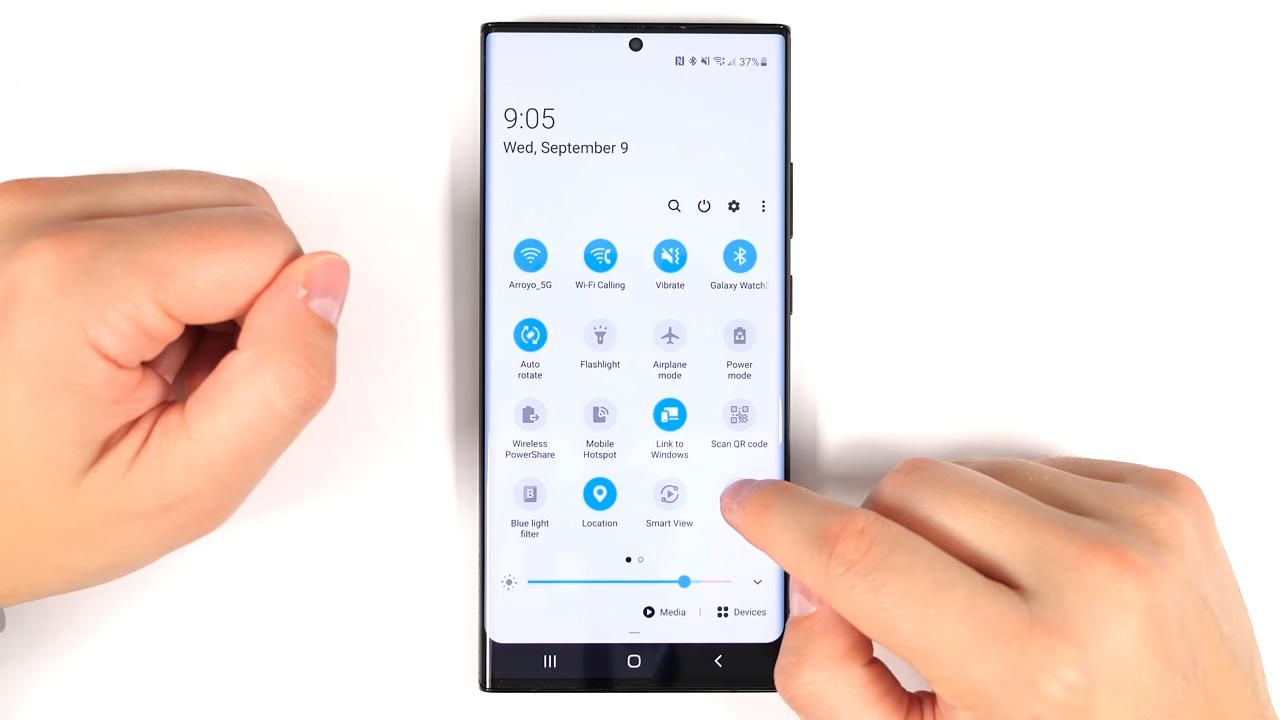 37%
9:05
Wed, September 9
Arroyo_5G
Wi-Fi Calling
Vibrate
Galaxy Watch3
Auto
rotate
Flashlight
Airplane
mode
Power
mode
Wireless
PowerShare
Mobile
Hotspot
Link to
Windows
Scan QR code
B
Blue light
filter
Location
Smart View
Media
Devices